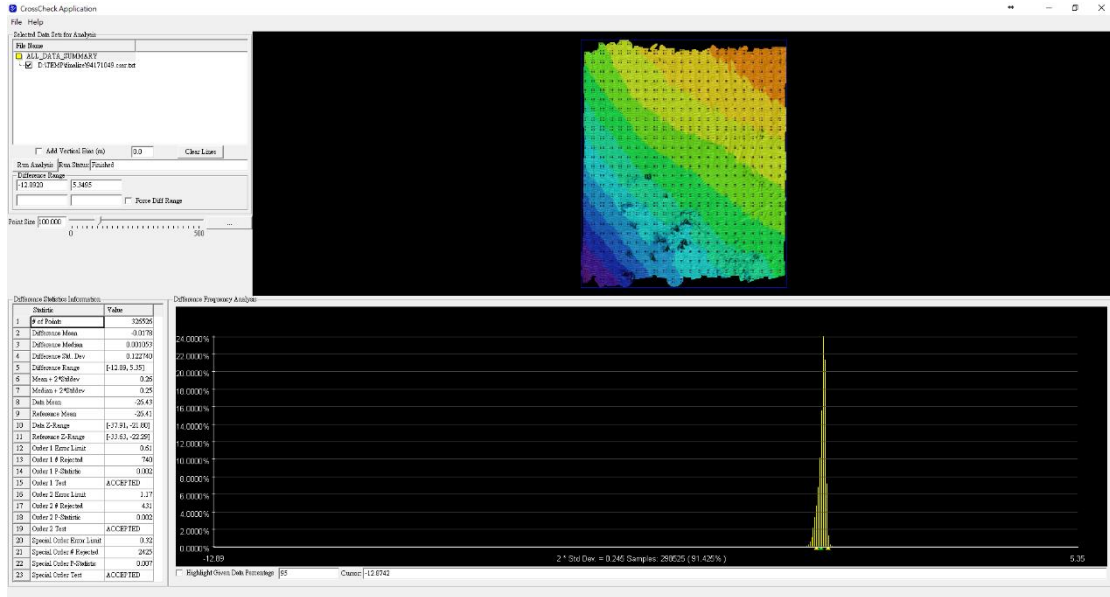 CrossCheck Application
File Help
Selected Data Sets for Analysis
File Name
ALL_DATA_SUMMARY
Add Vertical Bias (m) 0.0 Clear Lines
Run Analysis Run Status: Finished
Difference Range
-12.8920 5.3495
Force Diff Range
Point Size 100.000 ...
0 500
Difference Statistics Information
Statistic Value
1 # of Points 326526
2 Difference Mean -0.0178
3 Difference Median 0.001053
4 Difference Std. Dev 0.122740
5 Difference Range [-12.89, 5.35]
6 Mean + 2*Stddev 0.26
7 Median + 2*Stddev 0.25
8 Data Mean -26.43
9 Reference Mean -26.41
10 Data Z-Range [-37.91, -21.80]
11 Reference Z-Range [-33.63, -22.29]
12 Order 1 Error Limit 0.61
13 Order 1 # Rejected 740
14 Order 1 P-Statistic 0.002
15 Order 1 Test ACCEPTED
16 Order 2 Error Limit 1.17
17 Order 2 # Rejected 431
18 Order 2 P-Statistic 0.002
19 Order 2 Test ACCEPTED
20 Special Order Error Limit 0.32
21 Special Order # Rejected 2425
22 Special Order P-Statistic 0.007
23 Special Order Test ACCEPTED
Difference Frequency Analysis
24.0000%
22.0000%
20.0000%
18.0000%
16.0000%
14.0000%
12.0000%
10.0000%
8.0000%
6.0000%
4.0000%
2.0000%
0.0000%
-12.89 2 * Std Dev. = 0.245 Samples: 298525 ( 91.425% ) 5.35
Highlight Given Data Percentage 95 Cursor: -12.8742